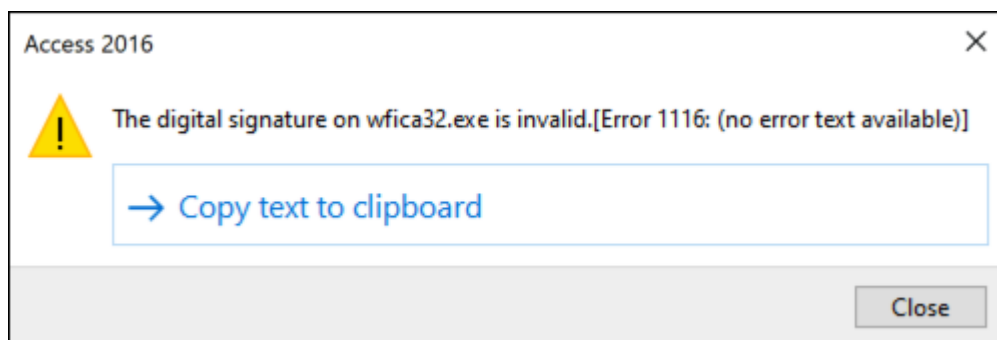 Access 2016
The digital signature on wfica32.exe is invalid.[Error 1116: (no error text available)]
Copy text to clipboard
Close